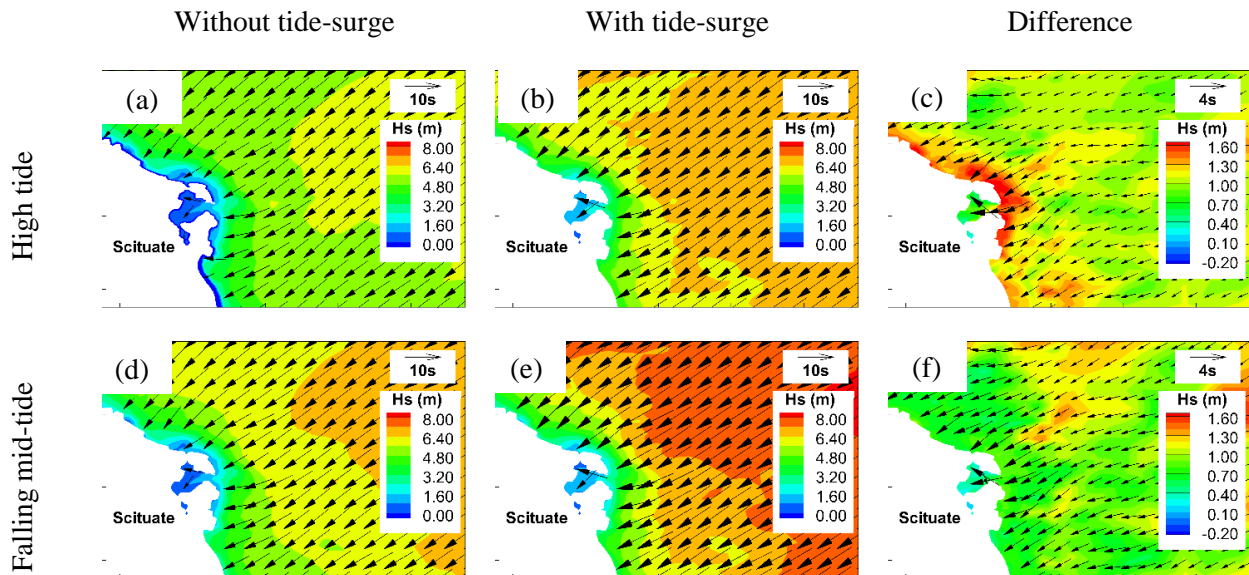 Without tide-surge
With tide-surge
Difference
High tide
(a)
10s
Hs (m)
8.00
6.40
4.80
3.20
1.60
0.00
Scituate
(b)
10s
Hs (m)
8.00
6.40
4.80
3.20
1.60
0.00
Scituate
(c)
4s
Hs (m)
1.60
1.30
1.00
0.70
0.40
0.10
-0.20
Scituate
Falling mid-tide
(d)
10s
Hs (m)
8.00
6.40
4.80
3.20
1.60
0.00
Scituate
(e)
10s
Hs (m)
8.00
6.40
4.80
3.20
1.60
0.00
Scituate
(f)
4s
Hs (m)
1.60
1.30
1.00
0.70
0.40
0.10
-0.20
Scituate